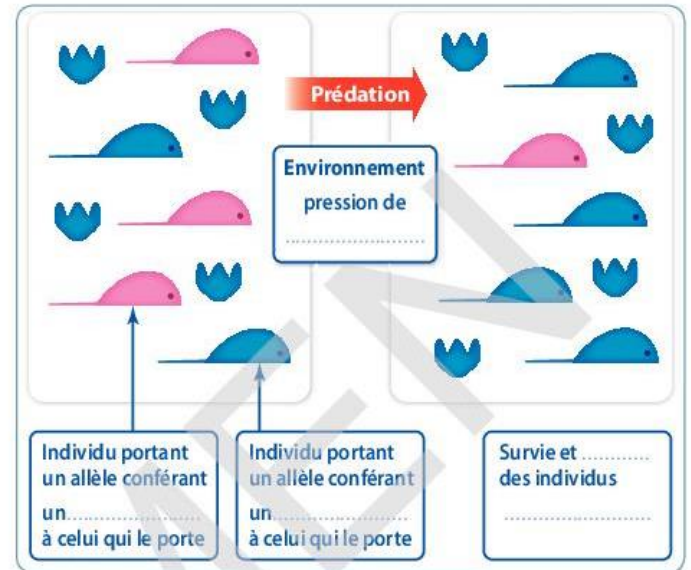 Prédation
Environnement
pression de
........................
Individu portant
un allèle conférant
un........................
à celui qui le porte
Individu portant
un allèle conférant
un........................
à celui qui le porte
Survie et ............
des individus
........................